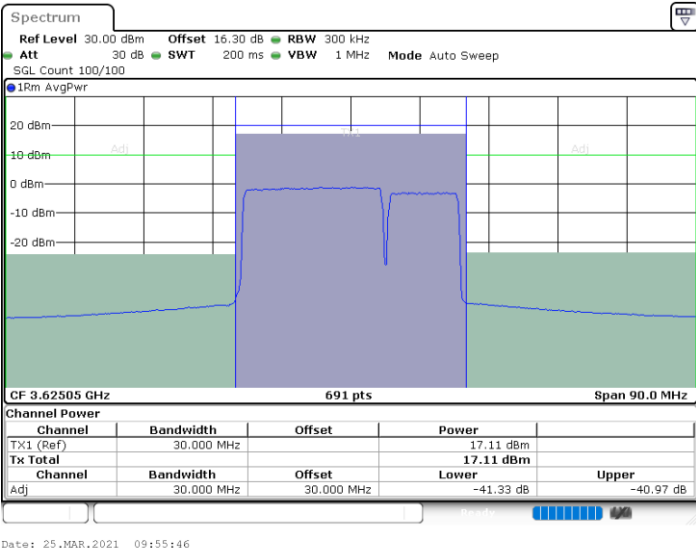 Spectrum
Ref Level 30.00 dBm Offset 16.30 dB RBW 300 kHz
Att 30 dB SWT 200 ms VBW 1 MHz Mode Auto Sweep
SGL Count 100/100
1Rm AvgPwr
20 dBm
TX1
Adj Adj
10 dBm
0 dBm
-10 dBm
-20 dBm
CF 3.62505 GHz 691 pts Span 90.0 MHz
Channel Power
Channel Bandwidth Offset Power
TX1 (Ref) 30.000 MHz 17.11 dBm
Tx Total 17.11 dBm
Channel Bandwidth Offset Lower Upper
Adj 30.000 MHz 30.000 MHz -41.33 dB -40.97 dB
Ready
Date: 25.MAR.2021 09:55:46